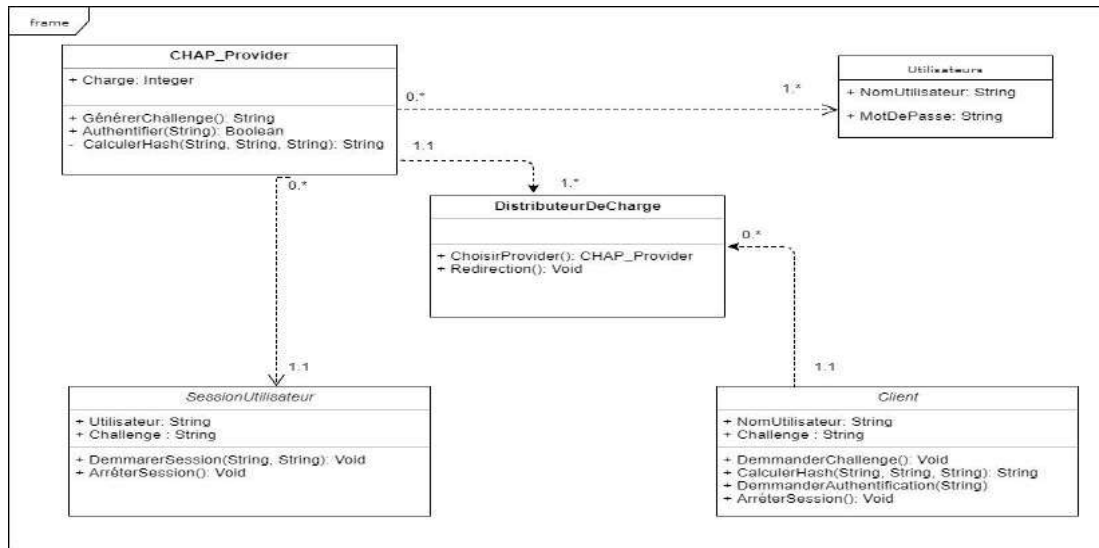 frame
CHAP_Provider
+ Charge: Integer
+ GénérerChallenge(): String
+ Authentifier(String): Boolean
- CalculerHash(String, String, String): String
0.*
1.*
Utilisateurs
+ NomUtilisateur: String
+ MotDePasse: String
1.1
0.*
1.*
DistributeurDeCharge
+ ChoisirProvider(): CHAP_Provider
+ Redirection(): Void
0.*
1.1
1.1
SessionUtilisateur
+ Utilisateur: String
+ Challenge : String
+ DemmarerSession(String, String): Void
+ ArrêterSession(): Void
Client
+ NomUtilisateur: String
+ Challenge : String
+ DemmanderChallenge(): Void
+ CalculerHash(String, String, String): String
+ DemmanderAuthentification(String)
+ ArrêterSession(): Void